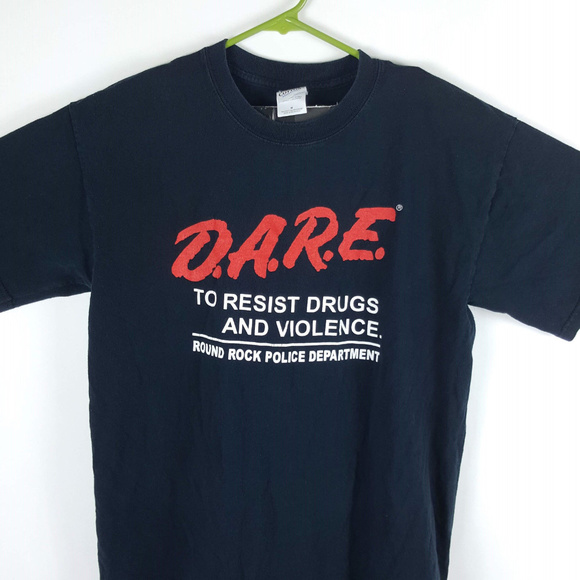 D.A.R.E.®
TO RESIST DRUGS
AND VIOLENCE.
ROUND ROCK POLICE DEPARTMENT